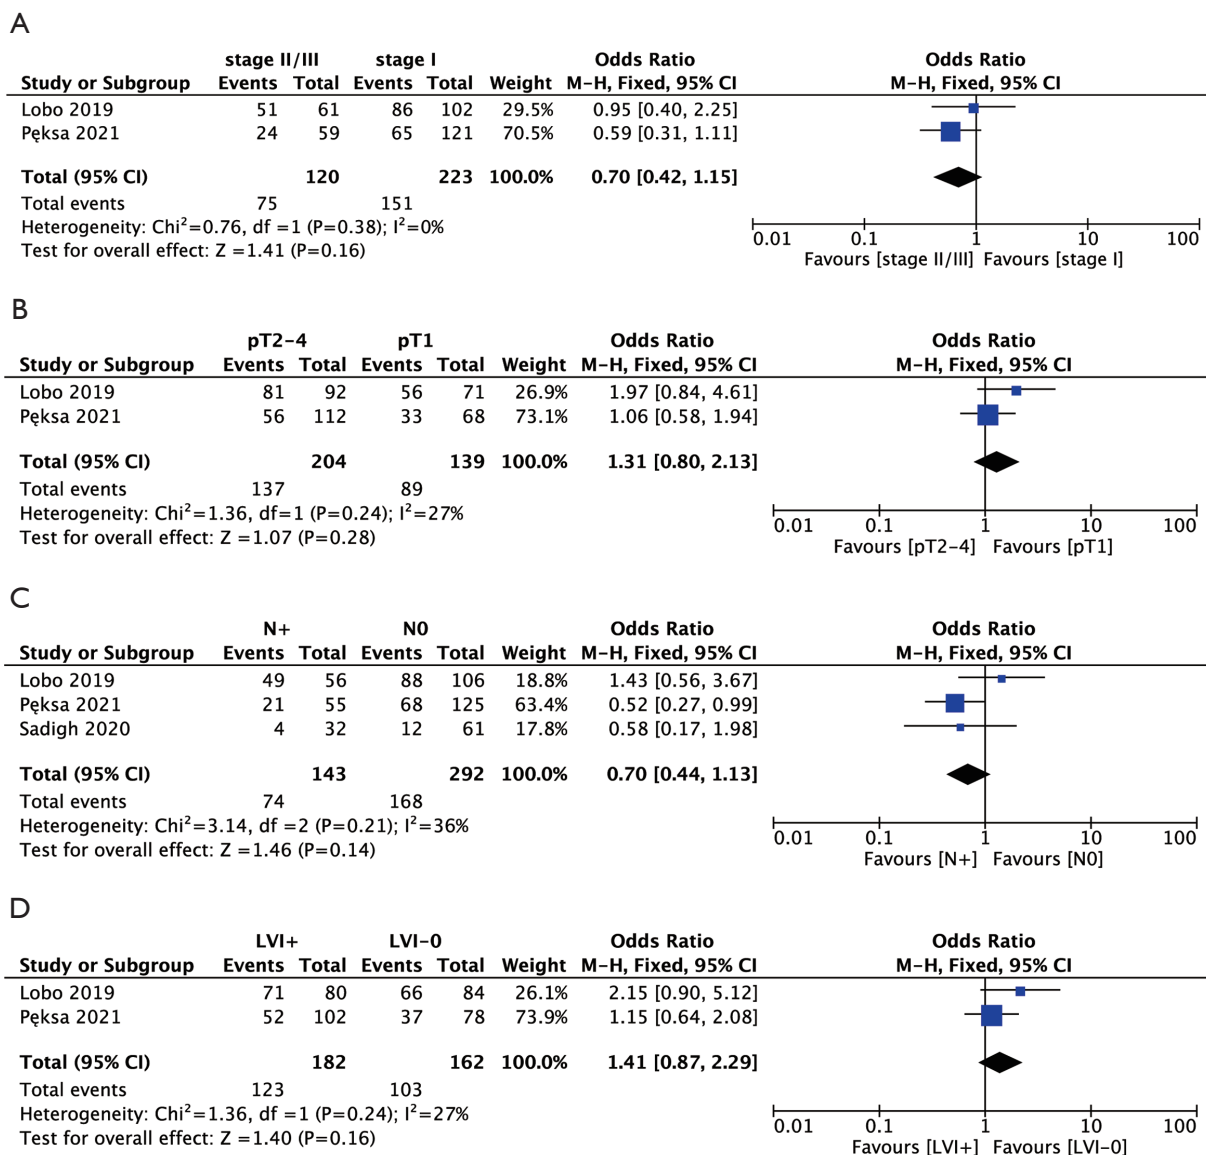 A
stage II/III stage I Odds Ratio Odds Ratio
Study or Subgroup Events Total Events Total Weight M-H, Fixed, 95% CI M-H, Fixed, 95% CI
Lobo 2019 51 61 86 102 29.5% 0.95 [0.40, 2.25]
Pęksa 2021 24 59 65 121 70.5% 0.59 [0.31, 1.11]
Total (95% CI) 120 223 100.0% 0.70 [0.42, 1.15]
Total events 75 151
Heterogeneity: Chi²=0.76, df =1 (P=0.38); I²=0%
Test for overall effect: Z =1.41 (P=0.16)
0.01 0.1 1 10 100
Favours [stage II/III] Favours [stage I]
B
pT2-4 pT1 Odds Ratio Odds Ratio
Study or Subgroup Events Total Events Total Weight M-H, Fixed, 95% CI M-H, Fixed, 95% CI
Lobo 2019 81 92 56 71 26.9% 1.97 [0.84, 4.61]
Pęksa 2021 56 112 33 68 73.1% 1.06 [0.58, 1.94]
Total (95% CI) 204 139 100.0% 1.31 [0.80, 2.13]
Total events 137 89
Heterogeneity: Chi²=1.36, df=1 (P=0.24); I²=27%
Test for overall effect: Z =1.07 (P=0.28)
0.01 0.1 1 10 100
Favours [pT2-4] Favours [pT1]
C
N+ N0 Odds Ratio Odds Ratio
Study or Subgroup Events Total Events Total Weight M-H, Fixed, 95% CI M-H, Fixed, 95% CI
Lobo 2019 49 56 88 106 18.8% 1.43 [0.56, 3.67]
Pęksa 2021 21 55 68 125 63.4% 0.52 [0.27, 0.99]
Sadigh 2020 4 32 12 61 17.8% 0.58 [0.17, 1.98]
Total (95% CI) 143 292 100.0% 0.70 [0.44, 1.13]
Total events 74 168
Heterogeneity: Chi²=3.14, df =2 (P=0.21); I²=36%
Test for overall effect: Z =1.46 (P=0.14)
0.01 0.1 1 10 100
Favours [N+] Favours [N0]
D
LVI+ LVI-0 Odds Ratio Odds Ratio
Study or Subgroup Events Total Events Total Weight M-H, Fixed, 95% CI M-H, Fixed, 95% CI
Lobo 2019 71 80 66 84 26.1% 2.15 [0.90, 5.12]
Pęksa 2021 52 102 37 78 73.9% 1.15 [0.64, 2.08]
Total (95% CI) 182 162 100.0% 1.41 [0.87, 2.29]
Total events 123 103
Heterogeneity: Chi²=1.36, df =1 (P=0.24); I²=27%
Test for overall effect: Z =1.40 (P=0.16)
0.01 0.1 1 10 100
Favours [LVI+] Favours [LVI-0]